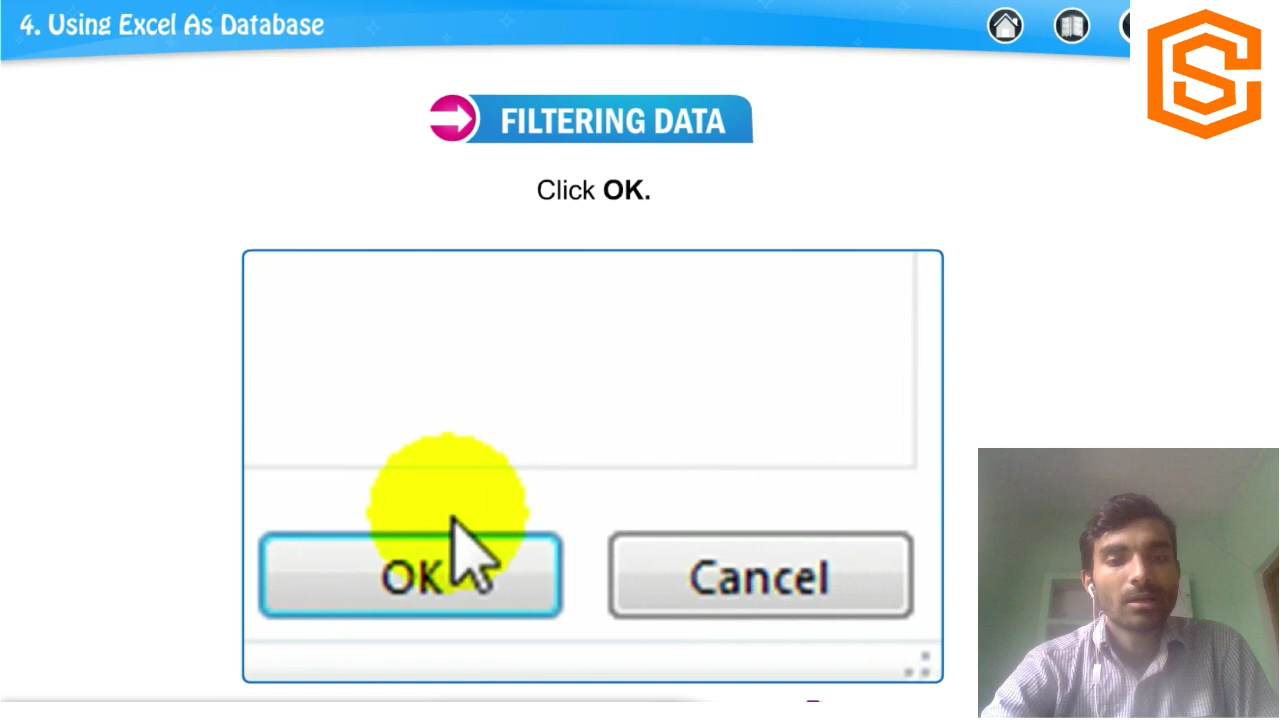 4. Using Excel As Database
FILTERING DATA
Click OK.
OK
Cancel